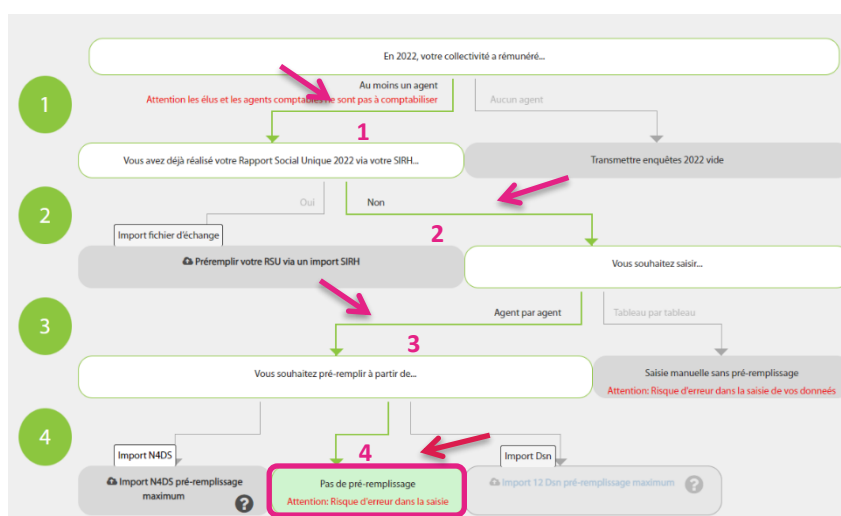 En 2022, votre collectivité a rémunéré...
1
Au moins un agent
Attention les élus et les agents comptables ne sont pas à comptabiliser
Aucun agent
1
Vous avez déjà réalisé votre Rapport Social Unique 2022 via votre SIRH...
Transmettre enquêtes 2022 vide
2
Oui
Non
Import fichier d'échange
2
Préremplir votre RSU via un import SIRH
Vous souhaitez saisir...
3
Agent par agent
Tableau par tableau
3
Vous souhaitez pré-remplir à partir de...
Saisie manuelle sans pré-remplissage
Attention: Risque d'erreur dans la saisie de vos donneés
4
Import N4DS
4
Import Dsn
Import N4DS pré-remplissage
maximum
?
Pas de pré-remplissage
Attention: Risque d'erreur dans la saisie
Import 12 Dsn pré-remplissage maximum
?